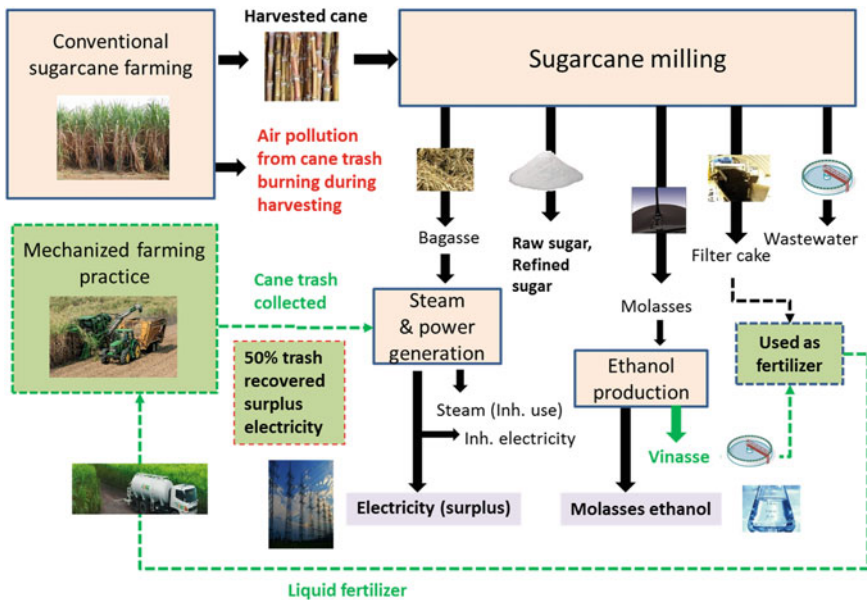 Conventional
sugarcane farming
Harvested cane
Sugarcane milling
Air pollution
from cane trash
burning during
harvesting
Mechanized farming
practice
Cane trash
collected
Bagasse
Raw sugar,
Refined
sugar
Molasses
Filter cake
Wastewater
Steam
& power
generation
50% trash
recovered
surplus
electricity
Steam (Inh. use)
Inh. electricity
Ethanol
production
Used as
fertilizer
Vinasse
Electricity (surplus)
Molasses ethanol
Liquid fertilizer